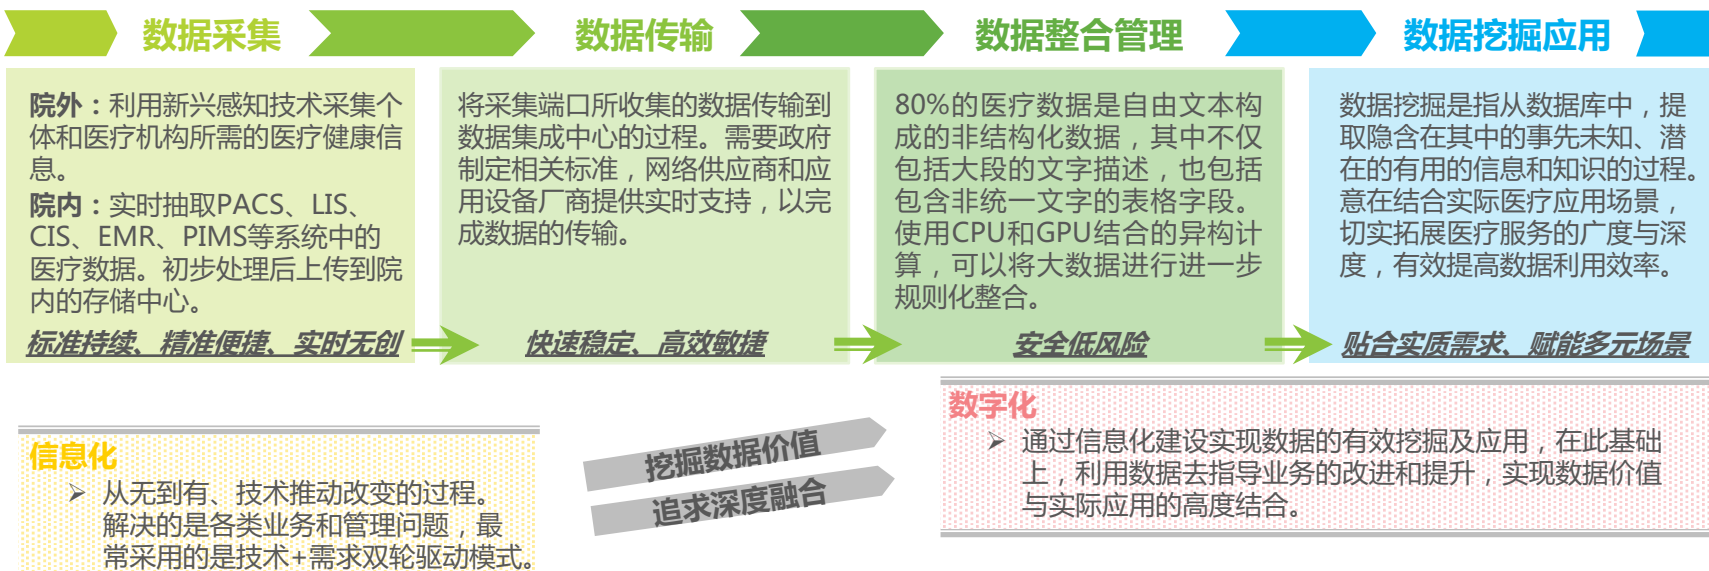 数据采集
数据传输
数据整合管理
数据挖掘应用
院外：利用新兴感知技术采集个
体和医疗机构所需的医疗健康信
息。
院内：实时抽取PACS、LIS、
CIS、EMR、PIMS等系统中的
医疗数据。初步处理后上传到院
内的存储中心。
标准持续、精准便捷、实时无创
将采集端口所收集的数据传输到
数据集成中心的过程。需要政府
制定相关标准，网络供应商和应
用设备厂商提供实时支持，以完
成数据的传输。
快速稳定、高效敏捷
80%的医疗数据是自由文本构
成的非结构化数据，其中不仅
包括大段的文字描述，也包括
包含非统一文字的表格字段。
使用CPU和GPU结合的异构计
算，可以将大数据进行进一步
规则化整合。
安全低风险
数据挖掘是指从数据库中，提
取隐含在其中的事先未知、潜
在的有用的信息和知识的过程。
意在结合实际医疗应用场景，
切实拓展医疗服务的广度与深
度，有效提高数据利用效率。
贴合实质需求、赋能多元场景
信息化
➢ 从无到有、技术推动改变的过程。
解决的是各类业务和管理问题，最
常采用的是技术+需求双轮驱动模式。
挖掘数据价值
追求深度融合
数字化
➢ 通过信息化建设实现数据的有效挖掘及应用，在此基础
上，利用数据去指导业务的改进和提升，实现数据价值
与实际应用的高度结合。